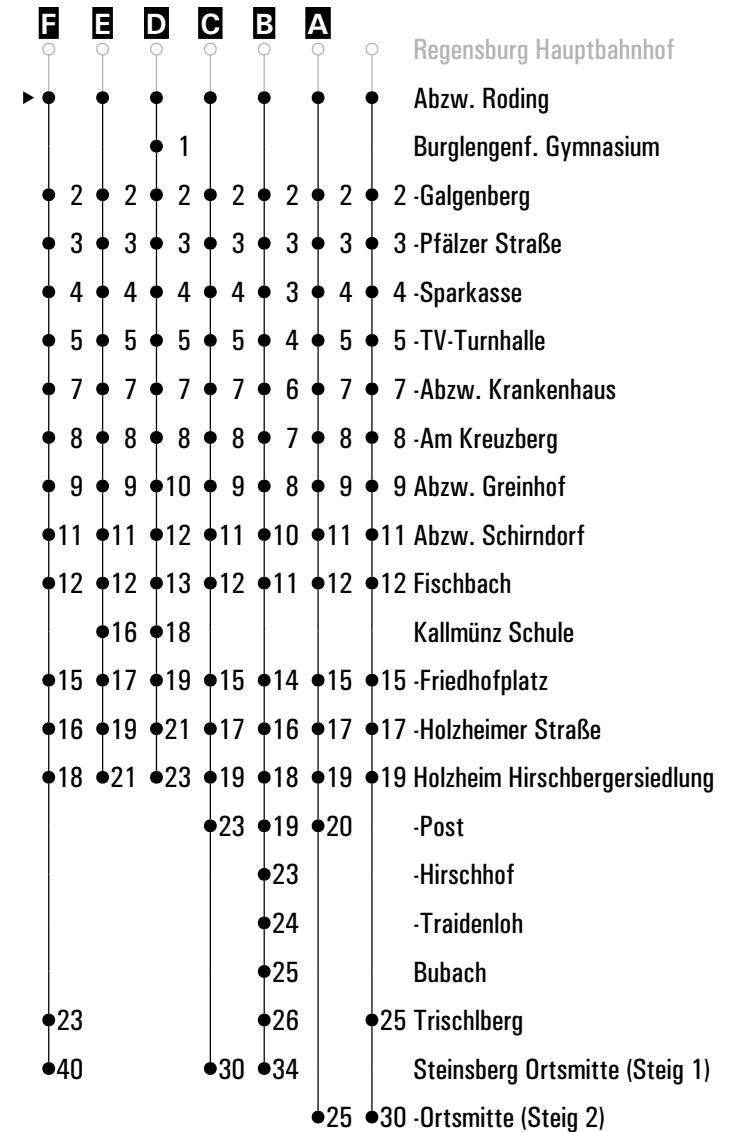 F E D C B A
Regensburg Hauptbahnhof
Abzw. Roding
1 Burglengenf. Gymnasium
2 2 2 2 2 2 2 -Galgenberg
3 3 3 3 3 3 3 -Pfälzer Straße
4 4 4 4 3 4 4 -Sparkasse
5 5 5 5 4 5 5 -TV-Turnhalle
7 7 7 7 6 7 7 -Abzw. Krankenhaus
8 8 8 8 7 8 8 -Am Kreuzberg
9 9 10 9 8 9 9 Abzw. Greinhof
11 11 12 11 10 11 11 Abzw. Schirndorf
12 12 13 12 11 12 12 Fischbach
16 18 Kallmünz Schule
15 17 19 15 14 15 15 -Friedhofplatz
16 19 21 17 16 17 17 -Holzheimer Straße
18 21 23 19 18 19 19 Holzheim Hirschbergersiedlung
23 19 20 -Post
23 -Hirschhof
24 -Traidenloh
25 Bubach
23 26 25 Trischlberg
40 30 34 Steinsberg Ortsmitte (Steig 1)
25 30 -Ortsmitte (Steig 2)